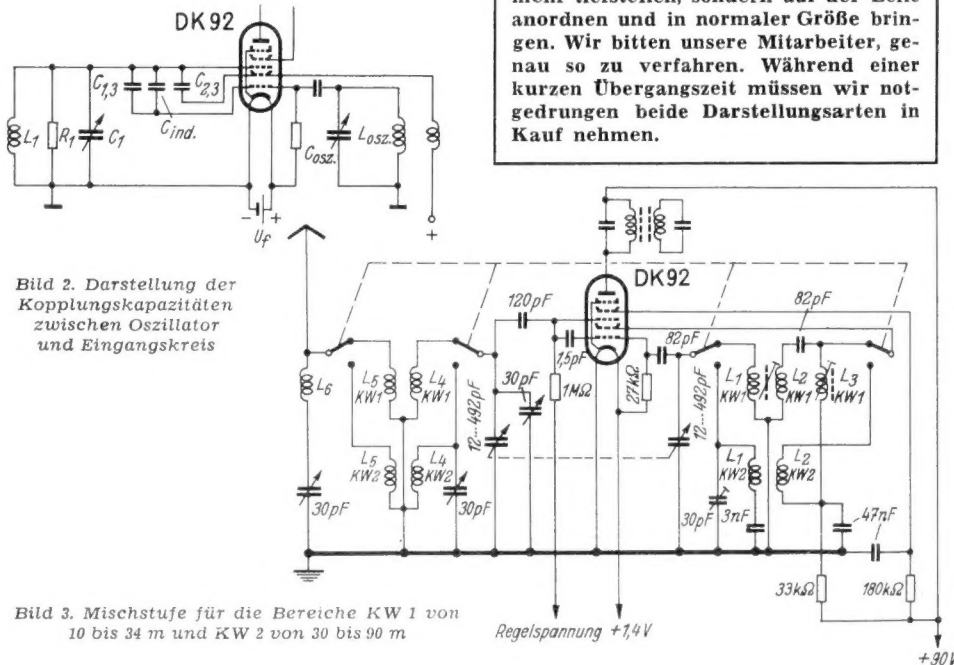 mehr tiefstellen, sondern auf der Zeile
anordnen und in normaler Größe brin-
gen. Wir bitten unsere Mitarbeiter, ge-
nau so zu verfahren. Während einer
kurzen Übergangszeit müssen wir not-
gedrungen beide Darstellungsarten in
Kauf nehmen.
DK92
C1,3
C2,3
Cind.
L1
R1
C1
Cosz.
Losz.
- +
Uf
+
Bild 2. Darstellung der
Kopplungskapazitäten
zwischen Oszillator
und Eingangskreis
DK92
120pF
82pF
82pF
1,5pF
L6
L5
KW1
L4
KW1
30pF
12...492pF
1MΩ
27kΩ
12...492pF
L1
KW1
L2
KW1
L3
KW1
L5
KW2
L4
KW2
L1
KW2
L2
KW2
30pF
30pF
30pF
3nF
47nF
33kΩ
180kΩ
Regelspannung +1,4V
+90V
Bild 3. Mischstufe für die Bereiche KW 1 von
10 bis 34 m und KW 2 von 30 bis 90 m